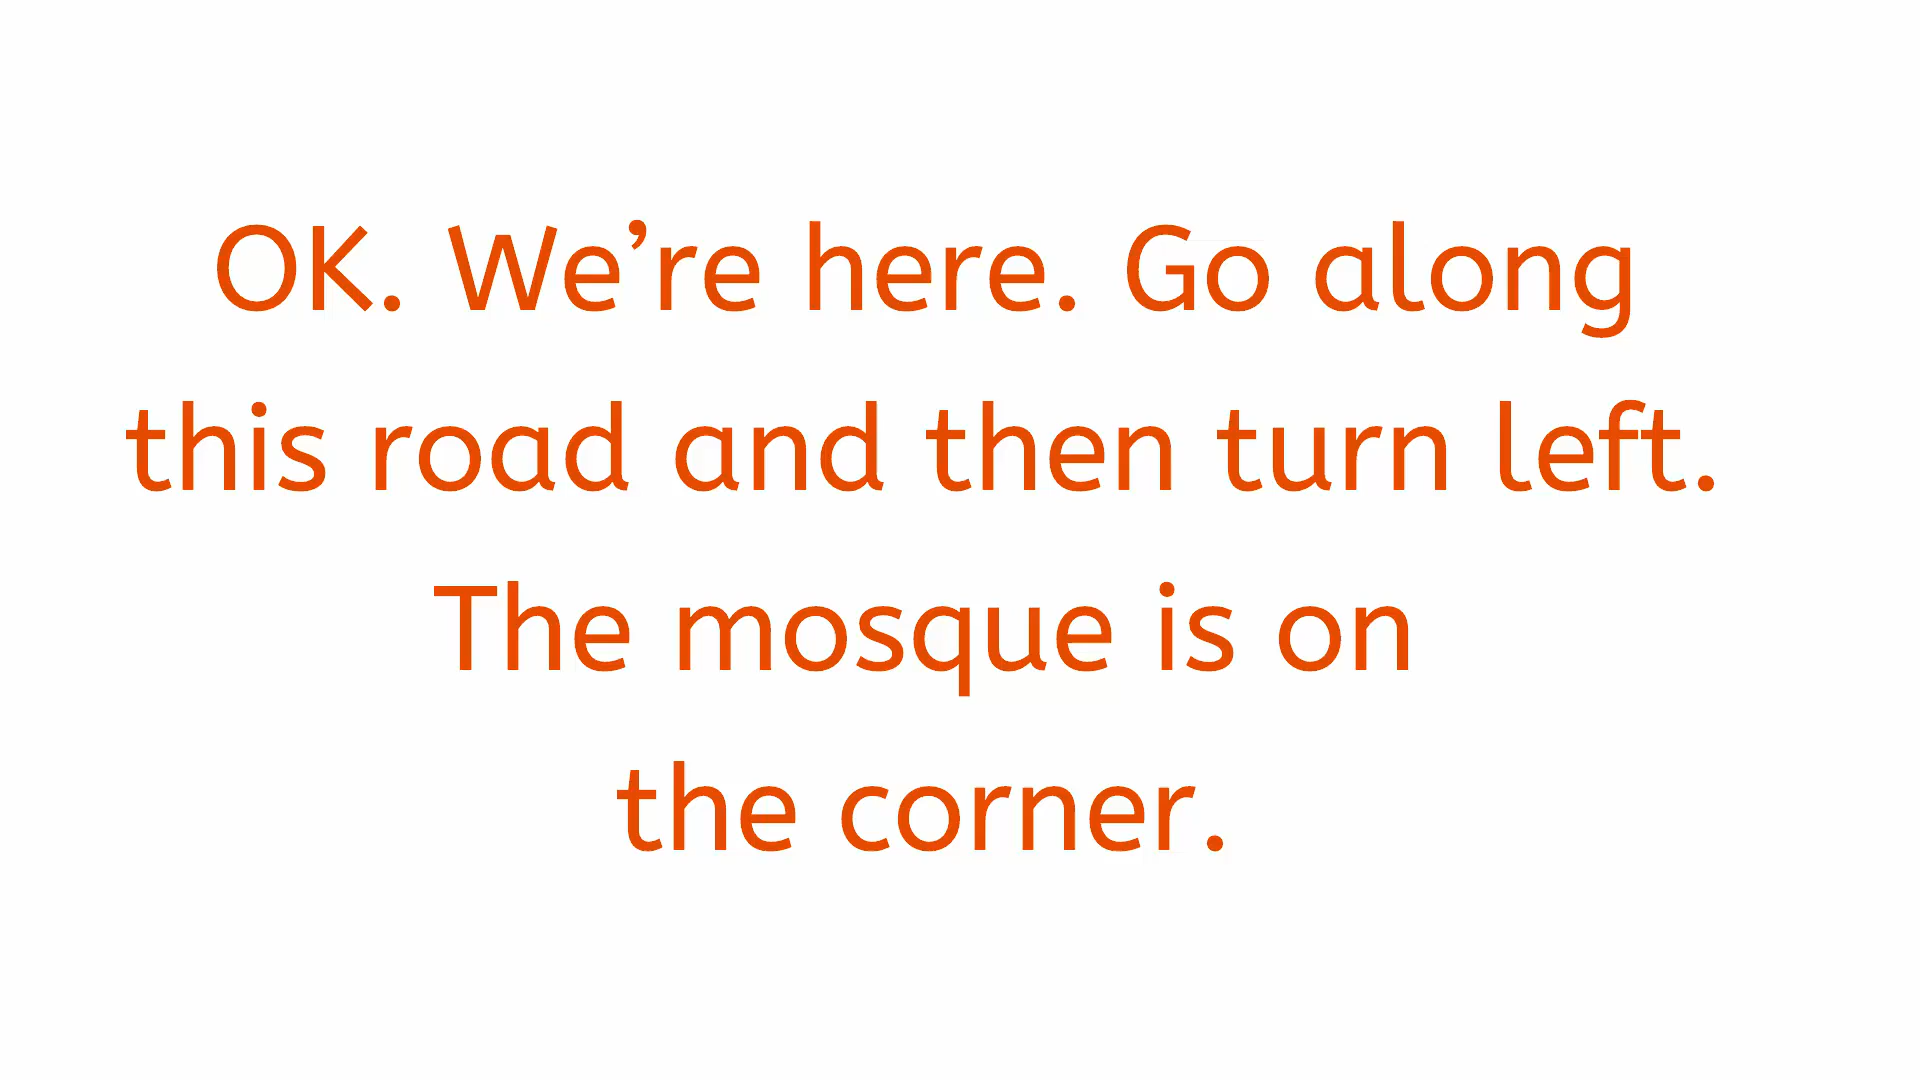 OK. We’re here. Go along
this road and then turn left.
The mosque is on
the corner.